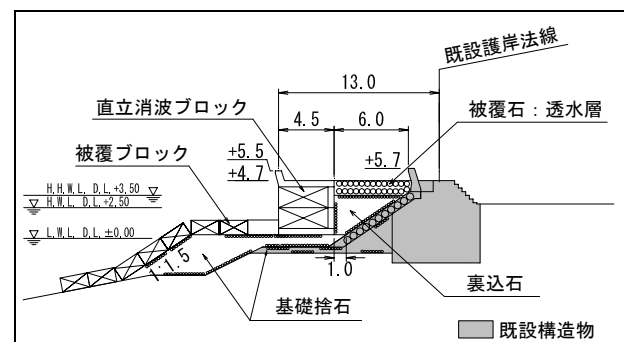 既設護岸法線
13.0
直立消波ブロック
4.5
6.0
被覆石：透水層
被覆ブロック
+5.5
+5.7
+4.7
H.H.W.L. D.L.+3.50
H.W.L. D.L.+2.50
L.W.L. D.L.±0.00
1:1.5
1.0
裏込石
基礎捨石
既設構造物